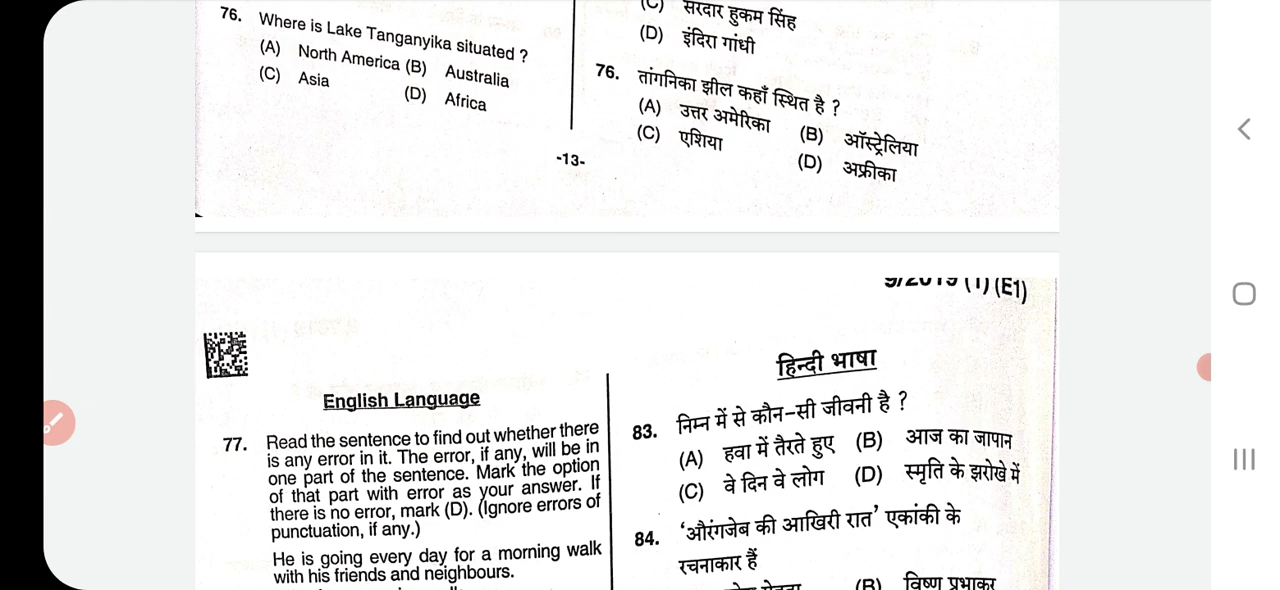 76. Where is Lake Tanganyika situated ?
(A) North America (B) Australia
(C) Asia
(D) Africa
(C) सरदार हुकम सिंह
(D) इंदिरा गांधी
76. तांगनिका झील कहाँ स्थित है ?
(A) उत्तर अमेरिका (B) ऑस्ट्रेलिया
(C) एशिया
(D) अफ्रीका
-13-
9/2019 (1) (E1)
English Language
77. Read the sentence to find out whether there
is any error in it. The error, if any, will be in
one part of the sentence. Mark the option
of that part with error as your answer. If
there is no error, mark (D). (Ignore errors of
punctuation, if any.)
He is going every day for a morning walk
with his friends and neighbours.
हिन्दी भाषा
83. निम्न में से कौन-सी जीवनी है ?
(A) हवा में तैरते हुए (B) आज का जापान
(C) वे दिन वे लोग (D) स्मृति के झरोखे में
84. 'औरंगजेब की आखिरी रात' एकांकी के
रचनाकार हैं
(B) विष्णु प्रभाकर